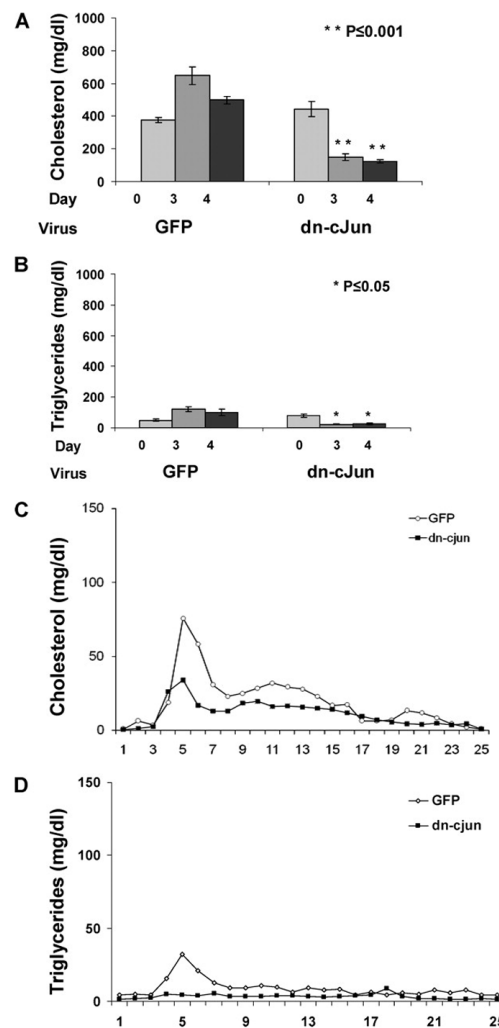 A
Cholesterol (mg/dl)
1000
800
600
400
200
0
** P≤0.001
** **
Day 0 3 4 0 3 4
Virus GFP dn-cJun
B
Triglycerides (mg/dl)
1000
800
600
400
200
0
* P≤0.05
* *
Day 0 3 4 0 3 4
Virus GFP dn-cJun
C
Cholesterol (mg/dl)
150
100
50
0
GFP
dn-cjun
1 3 5 7 9 11 13 15 17 19 21 23 25
D
Triglycerides (mg/dl)
150
100
50
0
GFP
dn-cjun
1 5 9 13 17 21 25